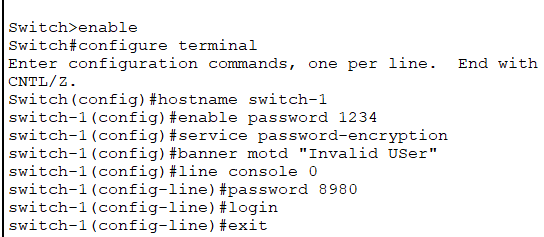 Switch>enable
Switch#configure terminal
Enter configuration commands, one per line.  End with
CNTL/Z.
Switch(config)#hostname switch-1
switch-1(config)#enable password 1234
switch-1(config)#service password-encryption
switch-1(config)#banner motd "Invalid USer"
switch-1(config)#line console 0
switch-1(config-line)#password 8980
switch-1(config-line)#login
switch-1(config-line)#exit